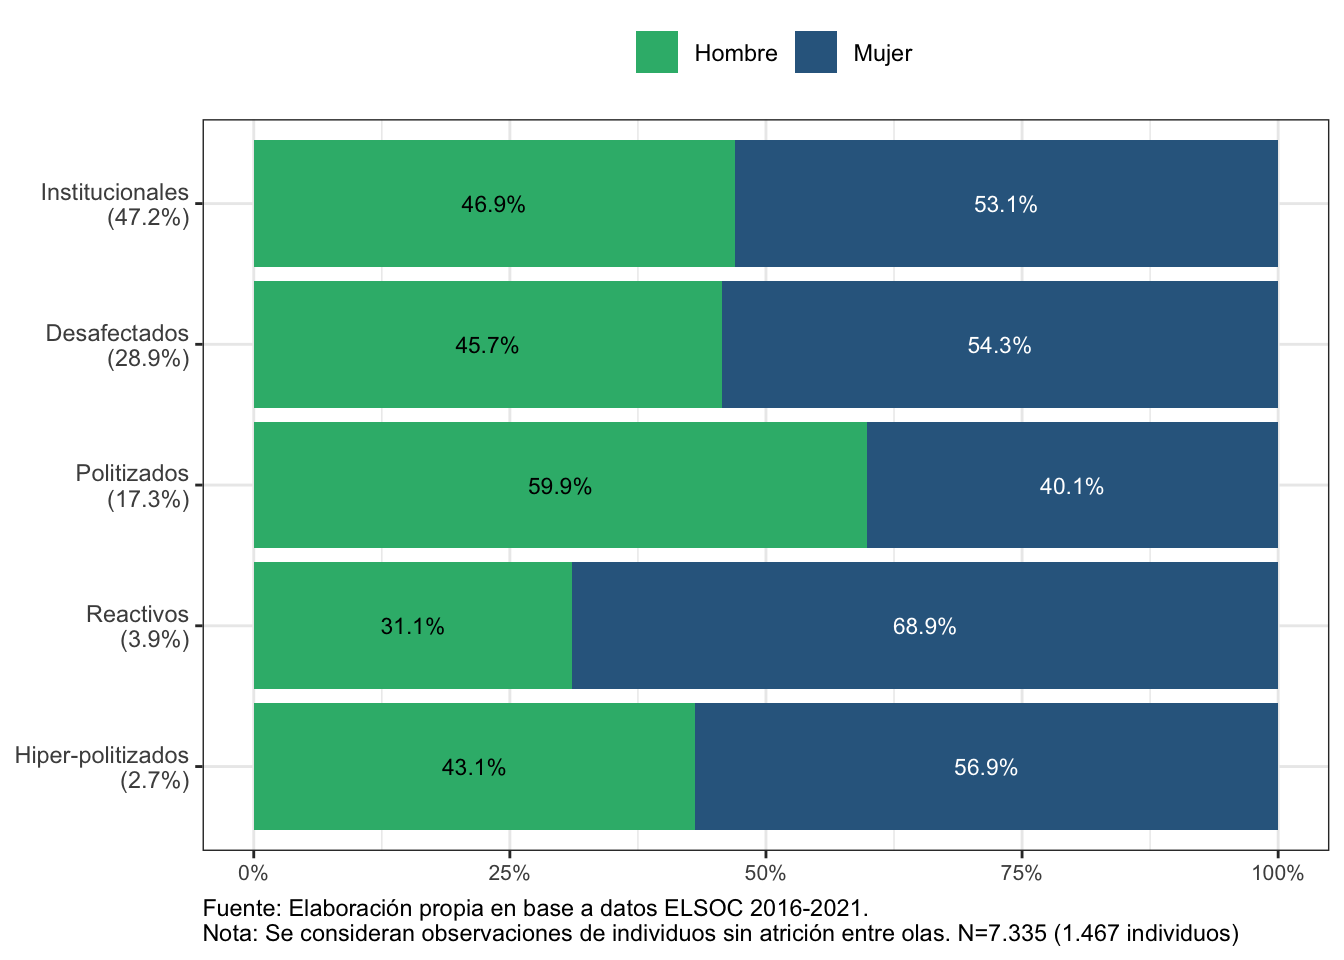 Hombre Mujer
Institucionales
(47.2%)
46.9% 53.1%
Desafectados
(28.9%)
45.7% 54.3%
Politizados
(17.3%)
59.9% 40.1%
Reactivos
(3.9%)
31.1% 68.9%
Hiper-politizados
(2.7%)
43.1% 56.9%
0% 25% 50% 75% 100%
Fuente: Elaboración propia en base a datos ELSOC 2016-2021.
Nota: Se consideran observaciones de individuos sin atrición entre olas. N=7.335 (1.467 individuos)